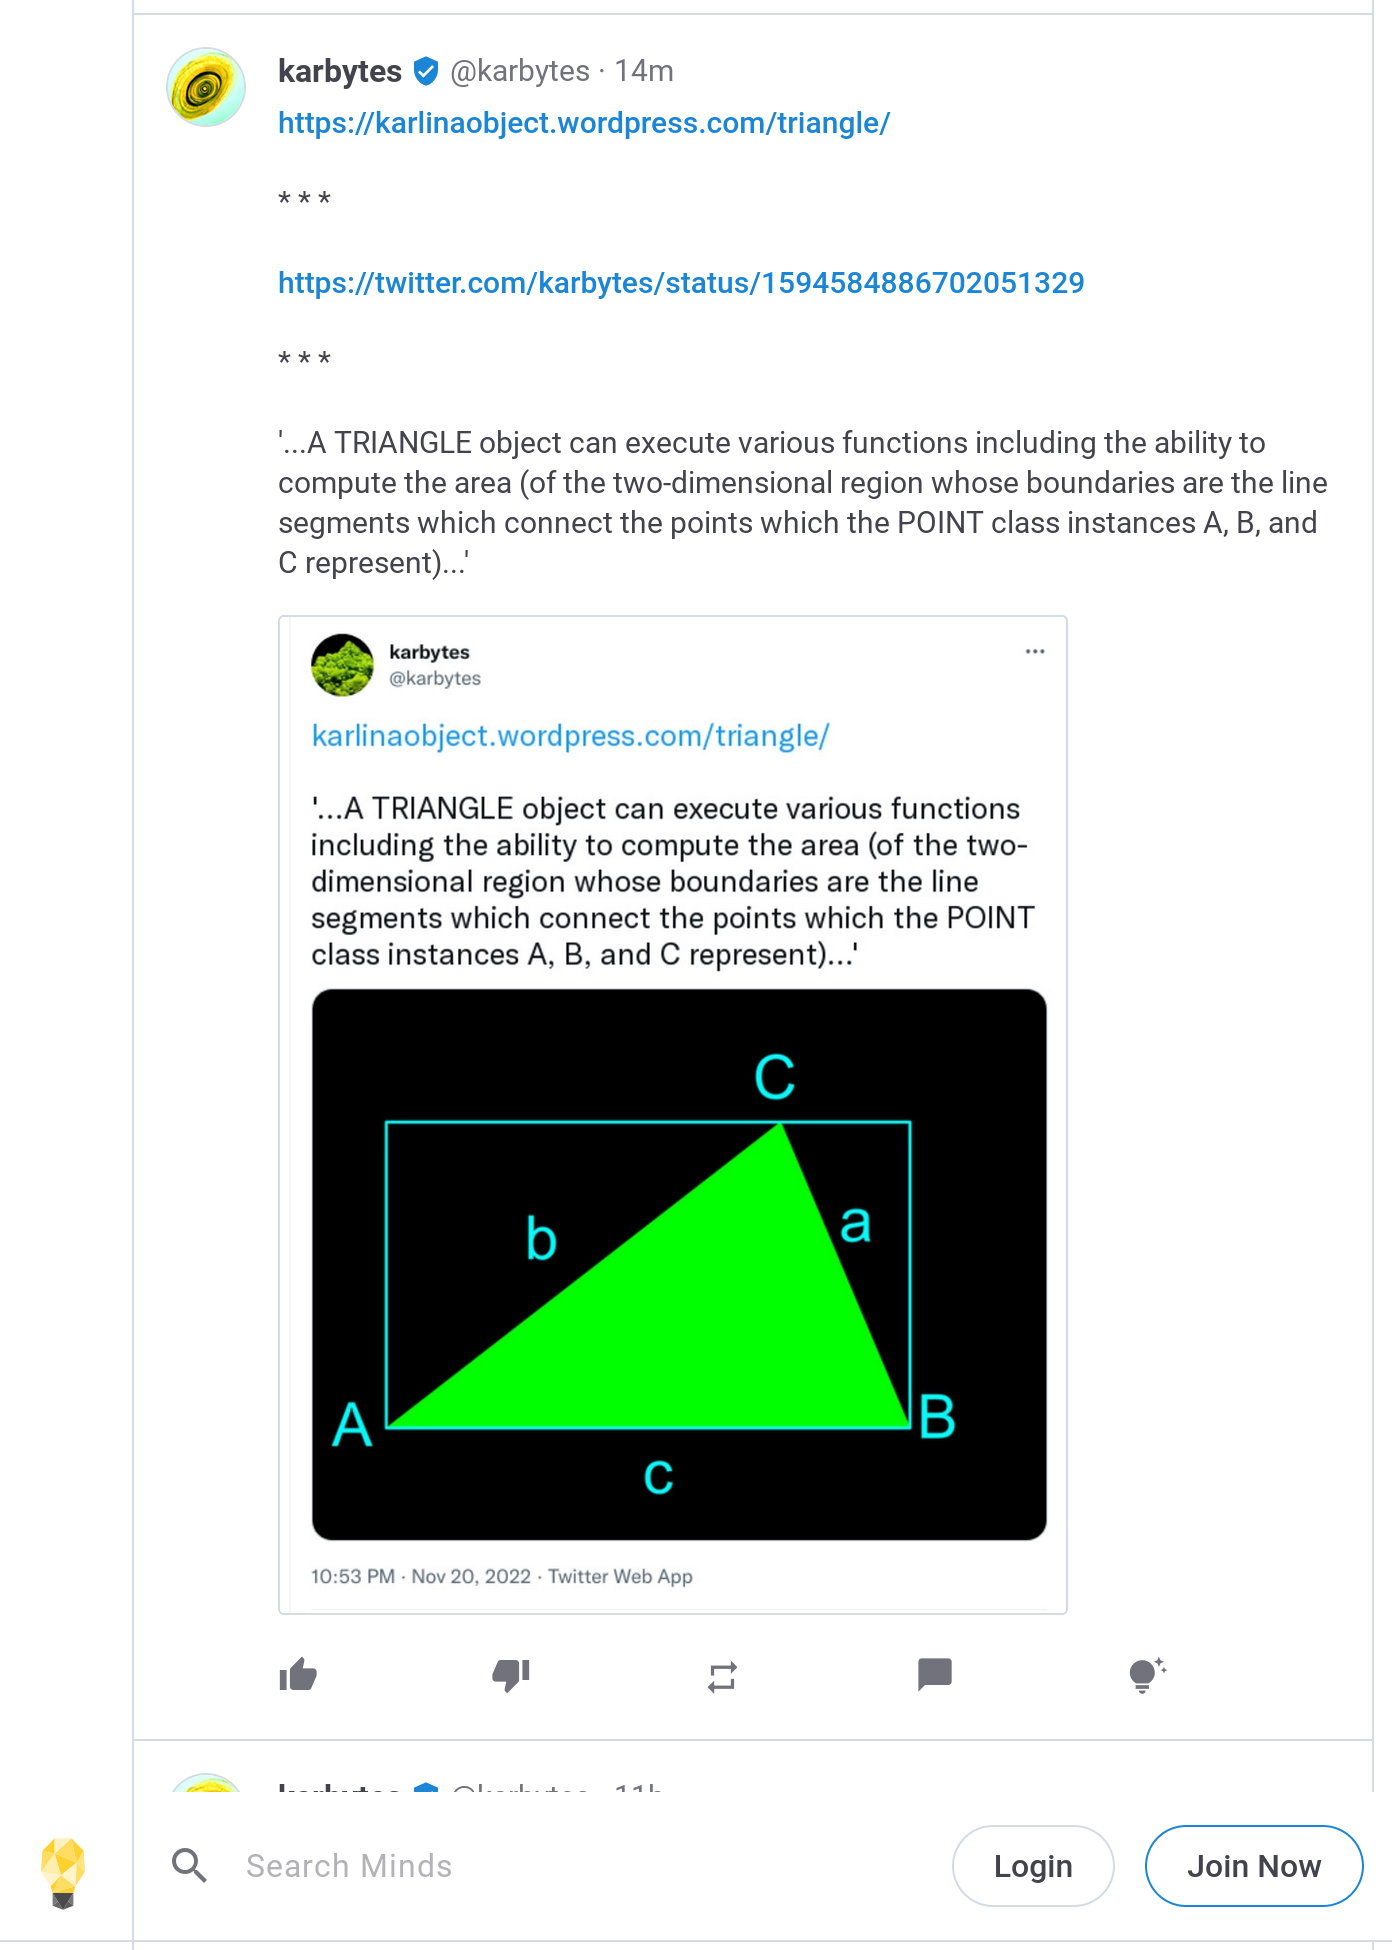 karbytes @karbytes · 14m
https://karlinaobject.wordpress.com/triangle/
* * *
https://twitter.com/karbytes/status/1594584886702051329
* * *
'...A TRIANGLE object can execute various functions including the ability to
compute the area (of the two-dimensional region whose boundaries are the line
segments which connect the points which the POINT class instances A, B, and
C represent)...'
karbytes
@karbytes
karlinaobject.wordpress.com/triangle/
'...A TRIANGLE object can execute various functions
including the ability to compute the area (of the two-
dimensional region whose boundaries are the line
segments which connect the points which the POINT
class instances A, B, and C represent)...'
C
b
a
A
B
c
10:53 PM · Nov 20, 2022 · Twitter Web App
karbytes @karbytes · 11h
Search Minds
Login
Join Now